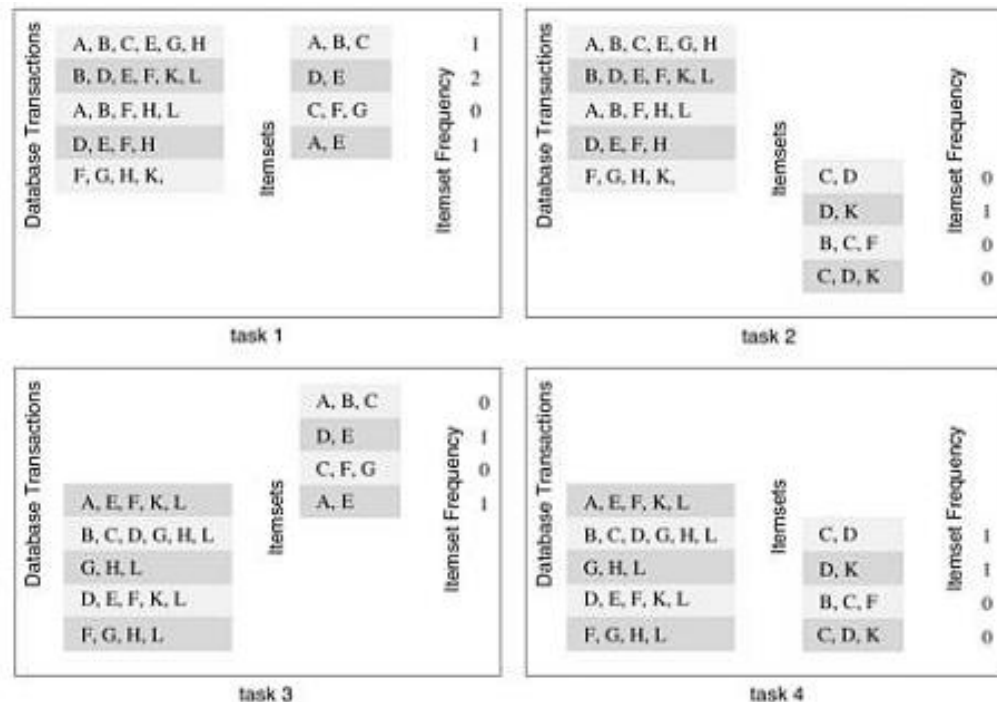 Database Transactions
A, B, C, E, G, H
B, D, E, F, K, L
A, B, F, H, L
D, E, F, H
F, G, H, K,
Itemsets
A, B, C
D, E
C, F, G
A, E
Itemset Frequency
1
2
0
1
task 1
Database Transactions
A, B, C, E, G, H
B, D, E, F, K, L
A, B, F, H, L
D, E, F, H
F, G, H, K,
Itemsets
C, D
D, K
B, C, F
C, D, K
Itemset Frequency
0
1
0
0
task 2
Database Transactions
A, E, F, K, L
B, C, D, G, H, L
G, H, L
D, E, F, K, L
F, G, H, L
Itemsets
A, B, C
D, E
C, F, G
A, E
Itemset Frequency
0
1
0
1
task 3
Database Transactions
A, E, F, K, L
B, C, D, G, H, L
G, H, L
D, E, F, K, L
F, G, H, L
Itemsets
C, D
D, K
B, C, F
C, D, K
Itemset Frequency
1
1
0
0
task 4